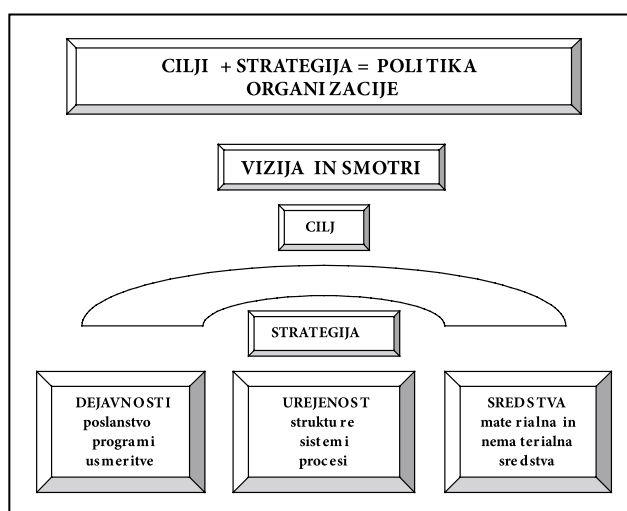 CILJI + STRATEGIJA = POLITIKA
ORGANIZACIJE
VIZIJA IN SMOTRI
CILJ
STRATEGIJA
DEJAVNOSTI
poslanstvo
programi
usmeritve
UREJENOST
strukture
sistemi
procesi
SREDSTVA
materialna in
nematerialna
sredstva